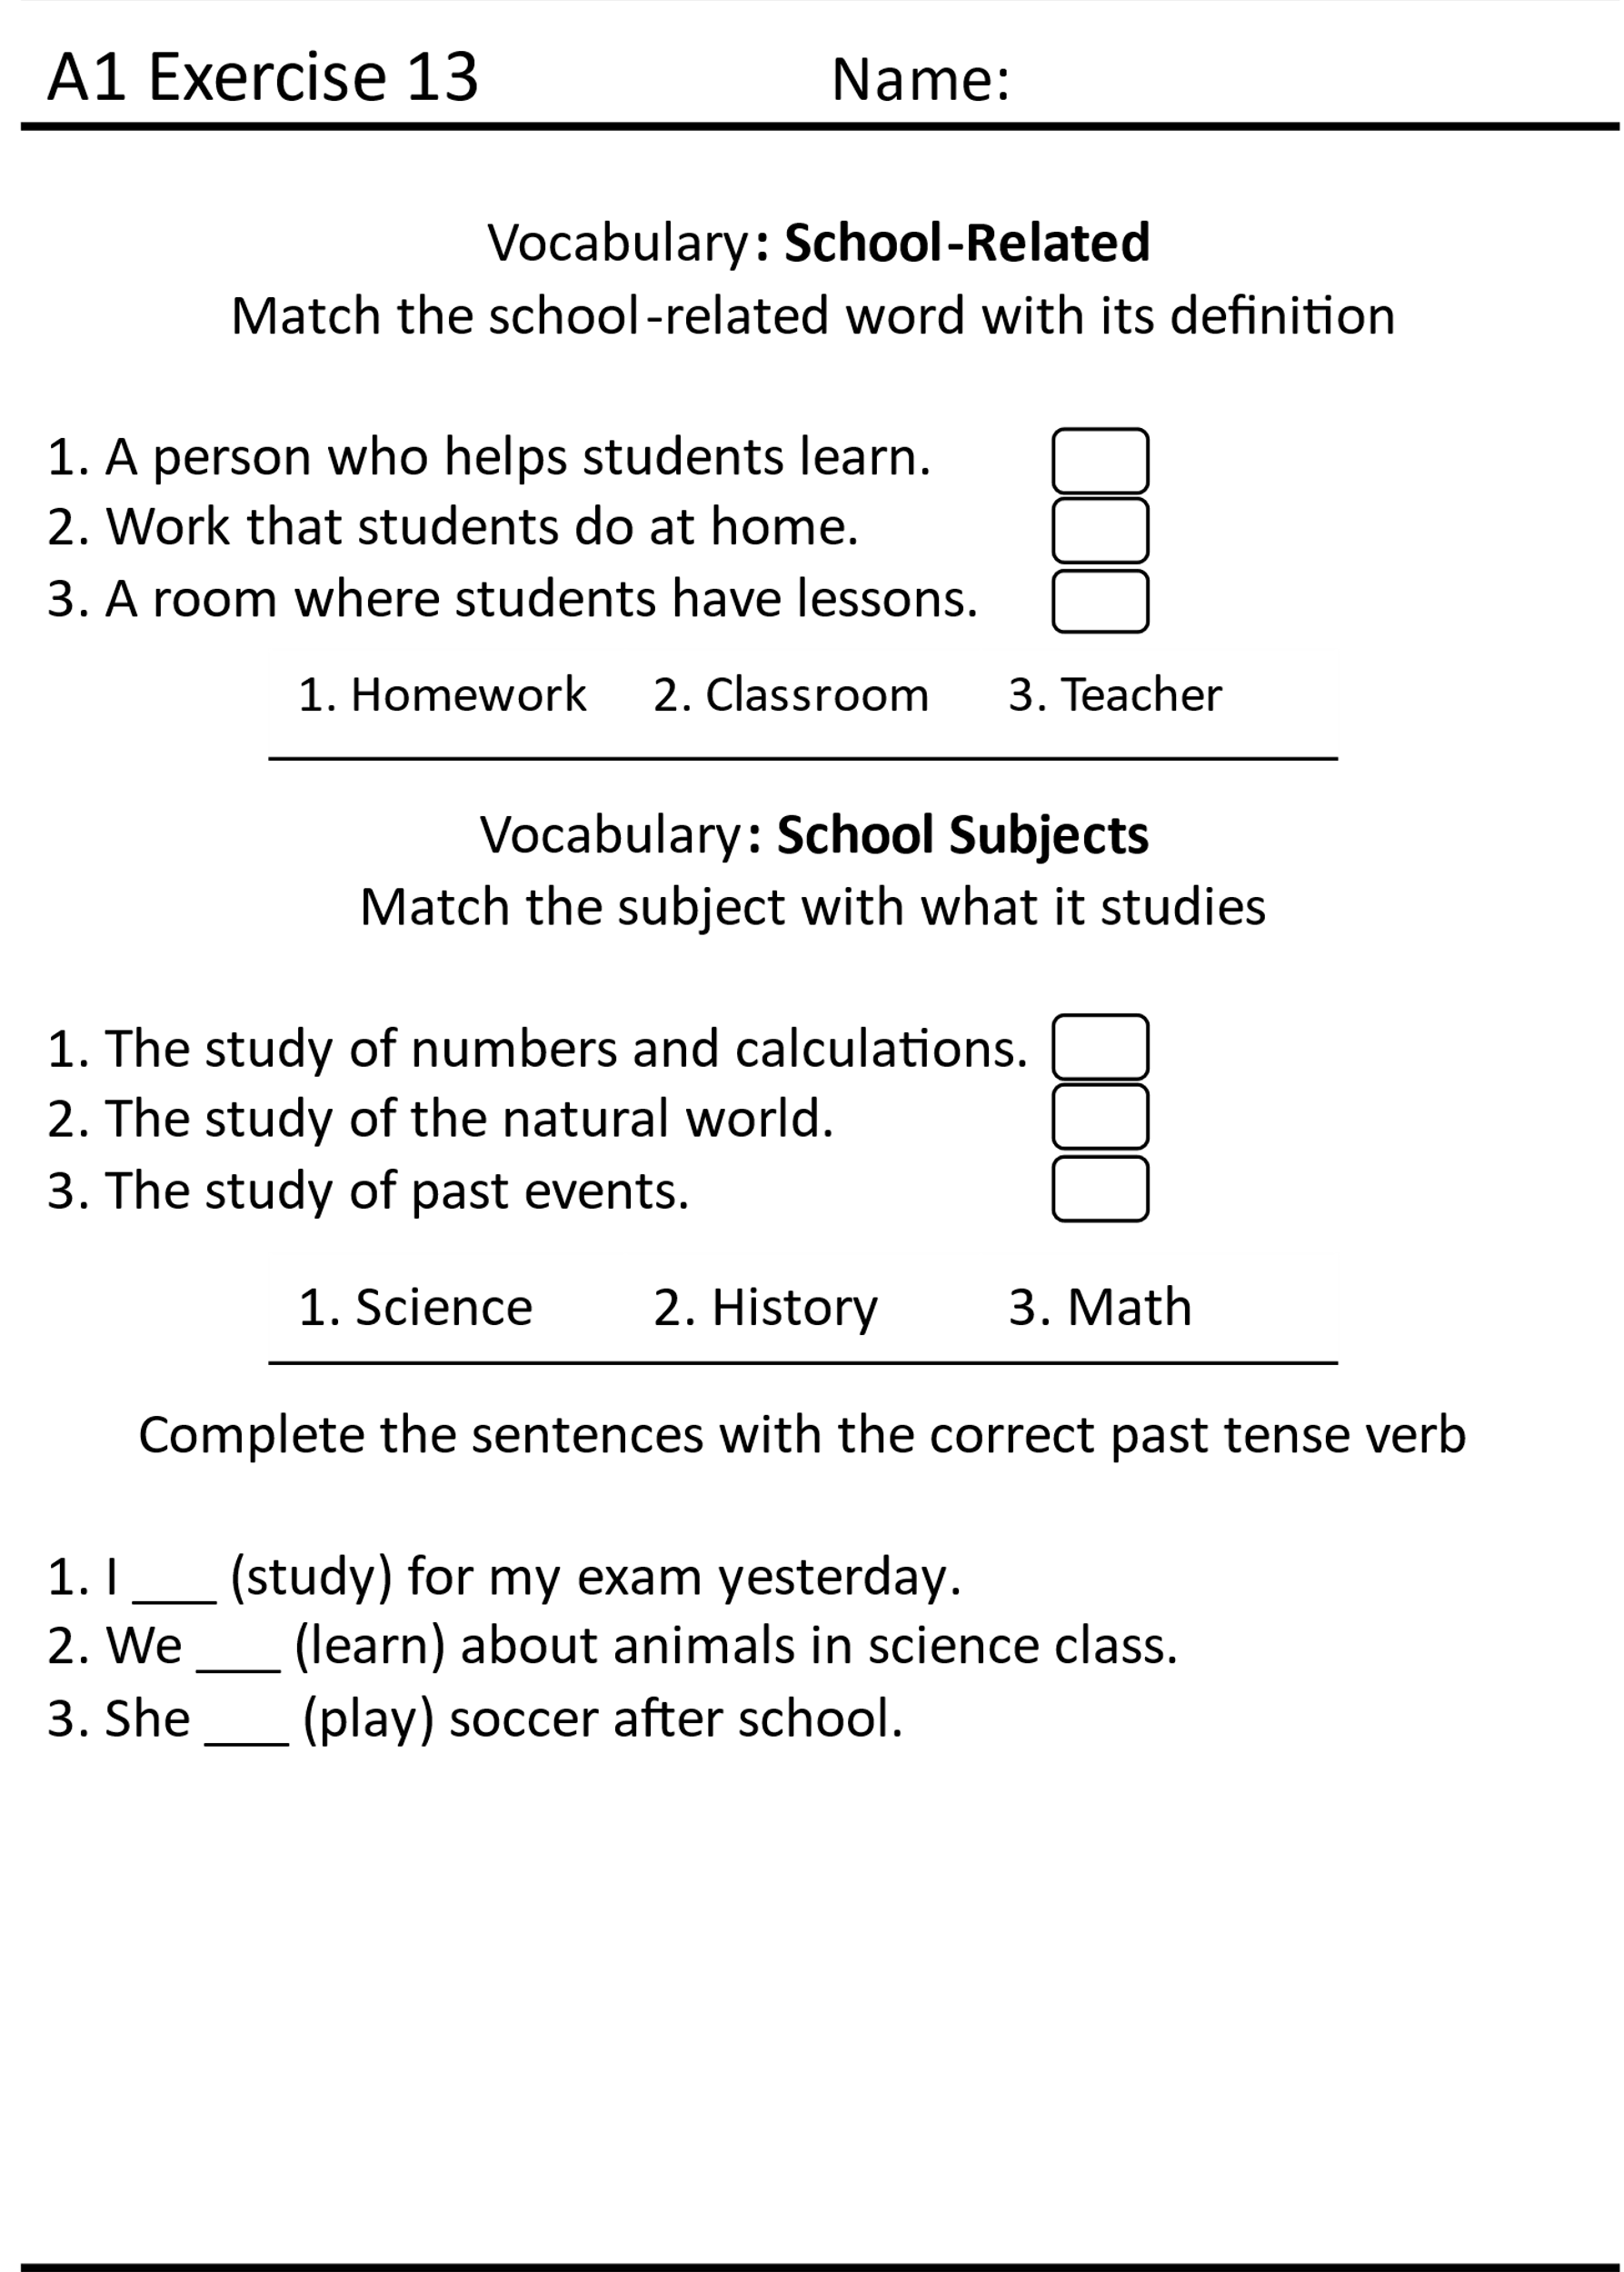 A1 Exercise 13 Name:
Vocabulary: School-Related
Match the school-related word with its definition
1. A person who helps students learn.
2. Work that students do at home.
3. A room where students have lessons.
1. Homework 2. Classroom 3. Teacher
Vocabulary: School Subjects
Match the subject with what it studies
1. The study of numbers and calculations.
2. The study of the natural world.
3. The study of past events.
1. Science 2. History 3. Math
Complete the sentences with the correct past tense verb
1. I ___ (study) for my exam yesterday.
2. We ___ (learn) about animals in science class.
3. She ___ (play) soccer after school.